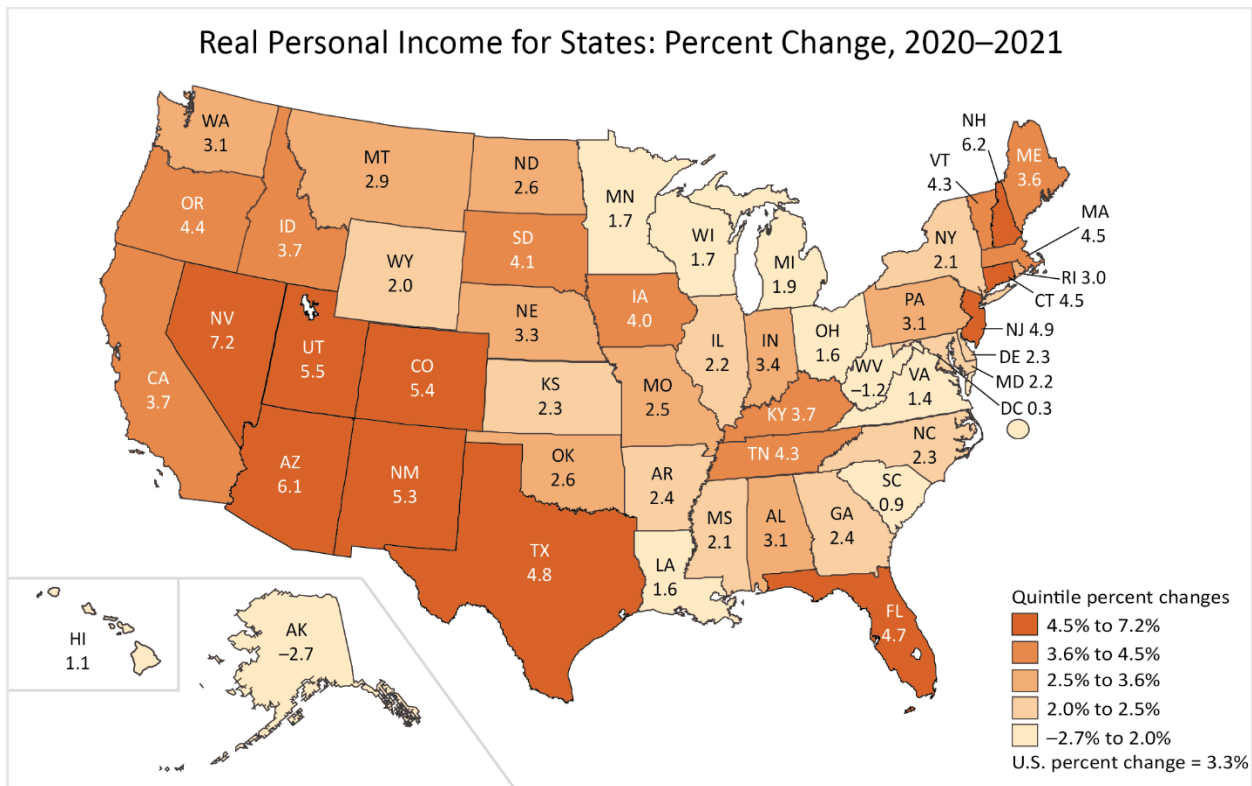 Real Personal Income for States: Percent Change, 2020–2021
WA
3.1
MT
2.9
ND
2.6
MN
1.7
OR
4.4
ID
3.7
SD
4.1
WI
1.7
MI
1.9
WY
2.0
NE
3.3
IA
4.0
NV
7.2
UT
5.5
CO
5.4
CA
3.7
KS
2.3
MO
2.5
IL
2.2
IN
3.4
OH
1.6
WV
–1.2
VA
1.4
KY 3.7
TN 4.3
NC
2.3
SC
0.9
AZ
6.1
NM
5.3
OK
2.6
AR
2.4
MS
2.1
AL
3.1
GA
2.4
TX
4.8
LA
1.6
FL
4.7
NH
6.2
VT
4.3
ME
3.6
MA
4.5
NY
2.1
RI 3.0
CT 4.5
PA
3.1
NJ 4.9
DE 2.3
MD 2.2
DC 0.3
HI
1.1
AK
–2.7
Quintile percent changes
4.5% to 7.2%
3.6% to 4.5%
2.5% to 3.6%
2.0% to 2.5%
–2.7% to 2.0%
U.S. percent change = 3.3%